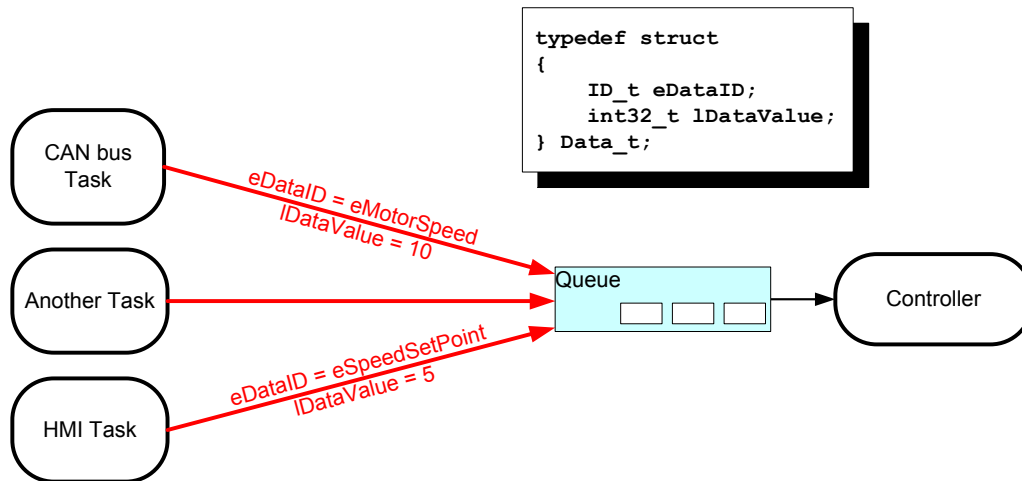 typedef struct
{
ID_t eDataID;
int32_t lDataValue;
} Data_t;
CAN bus
Task
eDataID = eMotorSpeed
lDataValue = 10
Another Task
Queue
Controller
eDataID = eSpeedSetPoint
lDataValue = 5
HMI Task